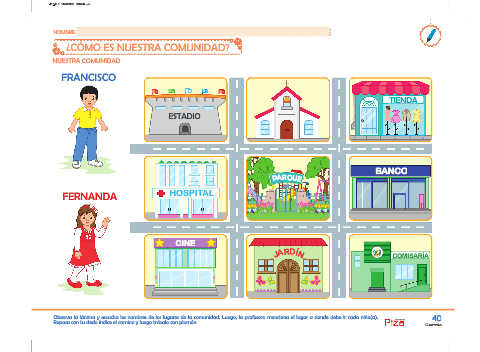 NOMBRE
¿CÓMO ES NUESTRA COMUNIDAD?
NUESTRA COMUNIDAD
FRANCISCO
ESTADIO
TIENDA
FERNANDA
HOSPITAL
PARQUE
BANCO
CINE
JARDÍN
COMISARÍA
Observa la lámina y escucha los nombres de los lugares de la comunidad. Luego, la profesora menciona el lugar a donde debe ir cada niño(a).
Repasa con tu dedo índice el camino y luego trázalo con plumón.
Priza
40